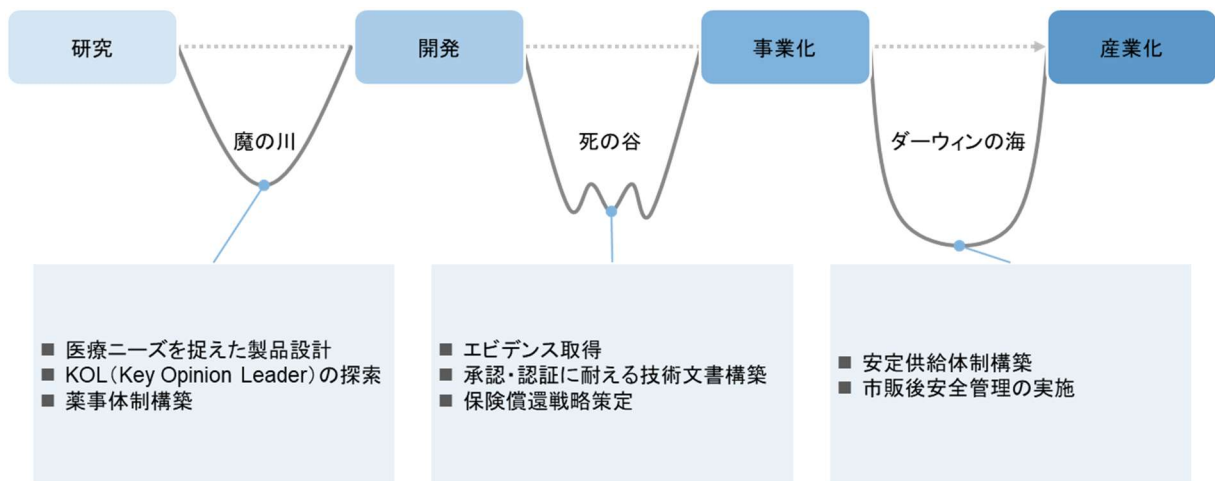 研究
開発
事業化
産業化
魔の川
死の谷
ダーウィンの海
■ 医療ニーズを捉えた製品設計
■ KOL(Key Opinion Leader)の探索
■ 薬事体制構築
■ エビデンス取得
■ 承認・認証に耐える技術文書構築
■ 保険償還戦略策定
■ 安定供給体制構築
■ 市販後安全管理の実施